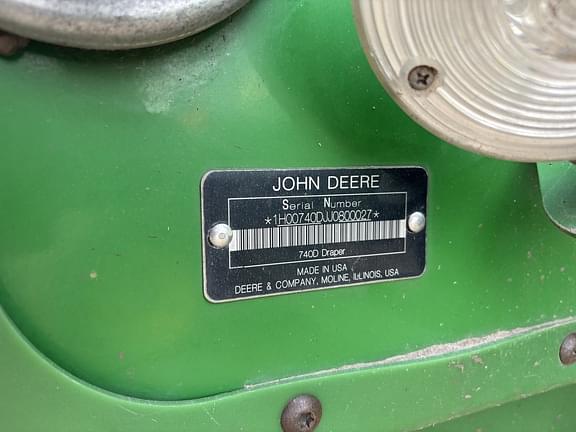 JOHN DEERE
Serial Number
*1H00740DJJ0800027*
740D Draper
MADE IN USA
DEERE & COMPANY, MOLINE, ILLINOIS, USA